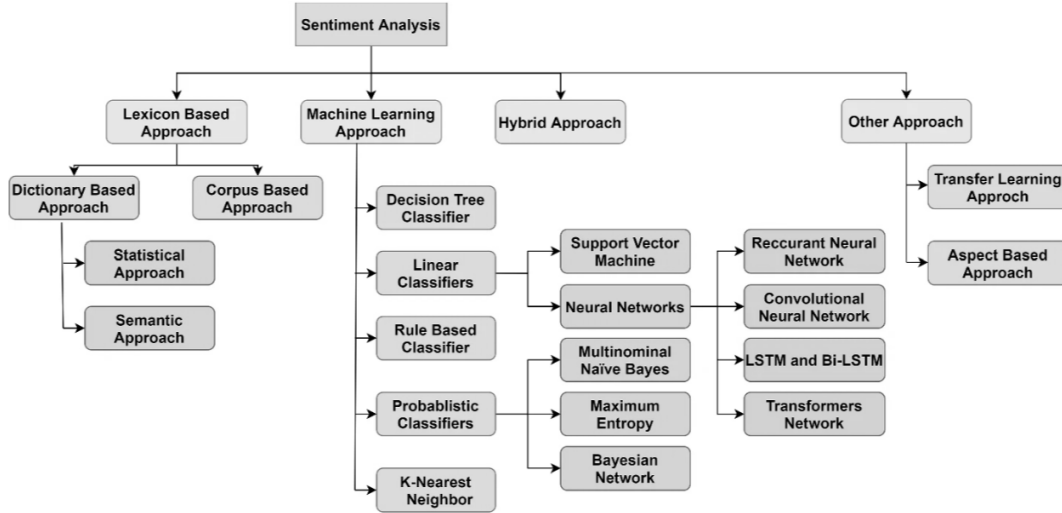 Sentiment Analysis
Lexicon Based
Approach
Machine Learning
Approach
Hybrid Approach
Other Approach
Dictionary Based
Approach
Corpus Based
Approach
Statistical
Approach
Semantic
Approach
Decision Tree
Classifier
Linear
Classifiers
Rule Based
Classifier
Probablistic
Classifiers
K-Nearest
Neighbor
Support Vector
Machine
Neural Networks
Multinominal
Naïve Bayes
Maximum
Entropy
Bayesian
Network
Reccurant Neural
Network
Convolutional
Neural Network
LSTM and Bi-LSTM
Transformers
Network
Transfer Learning
Approch
Aspect Based
Approach